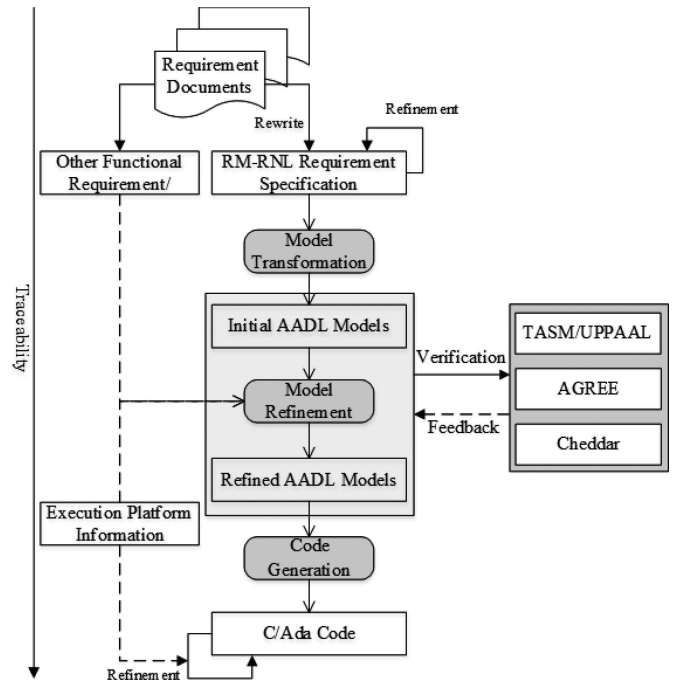 Requirement
Documents
Rewrite
Refinement
Other Functional
Requirement/
RM-RNL Requirement
Specification
Model
Transformation
Traceability
Initial AADL Models
Model
Refinement
Refined AADL Models
Verification
Feedback
TASM/UPPAAL
AGREE
Cheddar
Execution Platform
Information
Code
Generation
C/Ada Code
Refinement